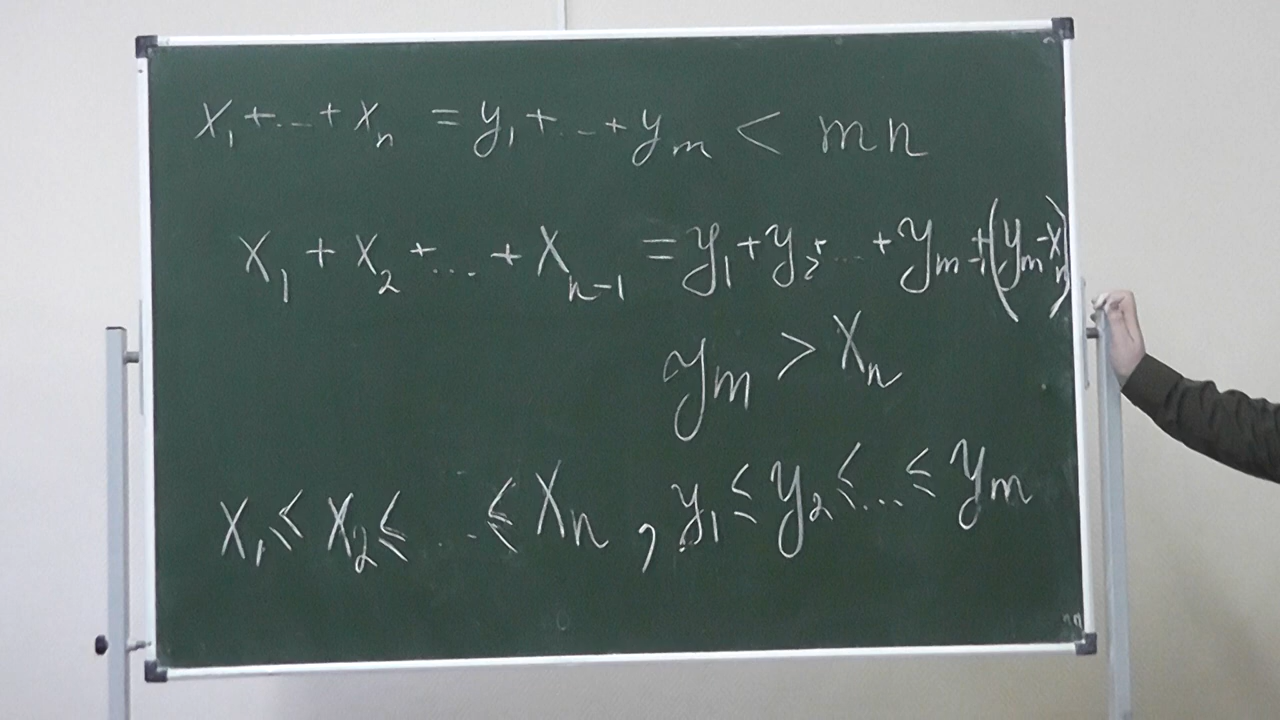 x₁ + ... + xₙ = y₁ + ... + yₘ < mn
x₁ + x₂ + ... + xₙ₋₁ = y₁ + y₂ + ... + yₘ₋₁ + (yₘ - xₙ)
yₘ > xₙ
x₁ ≤ x₂ ≤ ... ≤ xₙ , y₁ ≤ y₂ ≤ ... ≤ yₘ